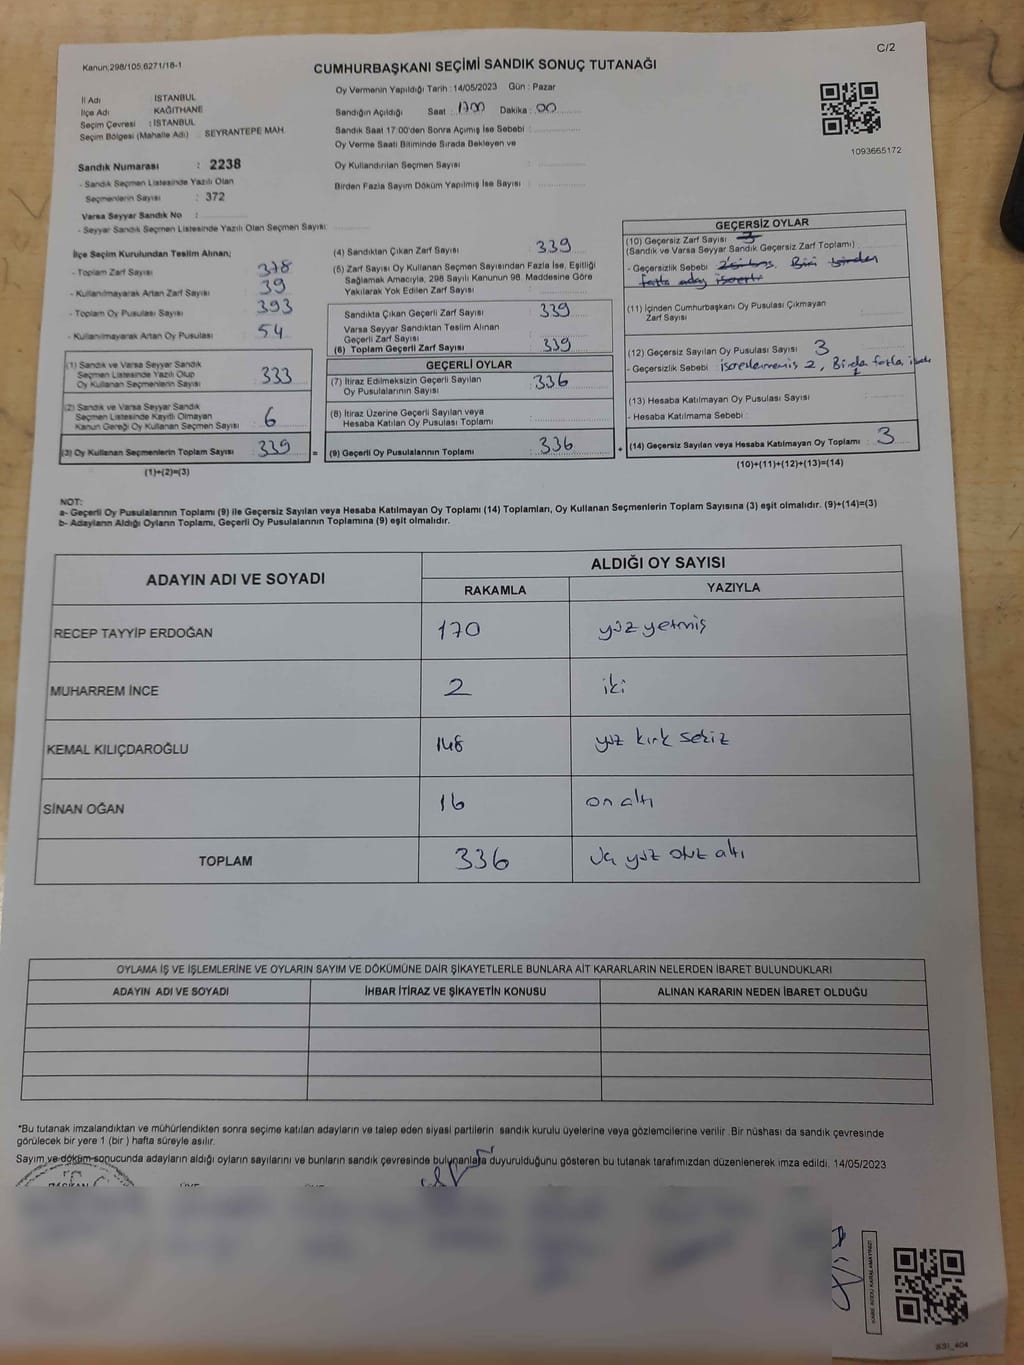 C/2
Kanun:298/105,6271/18-1
CUMHURBAŞKANI SEÇİMİ SANDIK SONUÇ TUTANAĞI
İl Adı İSTANBUL
İlçe Adı KAĞITHANE
Seçim Çevresi : İSTANBUL
Seçim Bölgesi (Mahalle Adı) : SEYRANTEPE MAH.
Sandık Numarası : 2238
- Sandık Seçmen Listesinde Yazılı Olan
Seçmenlerin Sayısı : 372
Varsa Seyyar Sandık No :
- Seyyar Sandık Seçmen Listesinde Yazılı Olan Seçmen Sayısı
Oy Vermenin Yapıldığı Tarih : 14/05/2023 Gün : Pazar
Sandığın Açıldığı Saat : 1700 Dakika : 00
Sandık Saat 17:00'den Sonra Açmış İse Sebebi :
Oy Verme Saati Bitiminde Sırada Bekleyen ve
Oy Kullandırılan Seçmen Sayısı :
Birden Fazla Sayım Döküm Yapılmış İse Sayısı :
1093665172
İlçe Seçim Kurulundan Teslim Alınan;
- Toplam Zarf Sayısı : 378
- Kullanılmayarak Artan Zarf Sayısı : 39
- Toplam Oy Pusulası Sayısı : 393
- Kullanılmayarak Artan Oy Pusulası : 54
(1) Sandık ve Varsa Seyyar Sandık
Seçmen Listesinde Yazılı Olup
Oy Kullanan Seçmenlerin Sayısı : 333
(2) Sandık ve Varsa Seyyar Sandık
Seçmen Listesinde Kayıtlı Olmayan
Kanun Gereği Oy Kullanan Seçmen Sayısı : 6
(3) Oy Kullanan Seçmenlerin Toplam Sayısı : 339 =
(1)+(2)=(3)
(4) Sandıktan Çıkan Zarf Sayısı : 339
(5) Zarf Sayısı Oy Kullanan Seçmen Sayısından Fazla İse, Eşitliği
Sağlamak Amacıyla, 298 Sayılı Kanunun 98. Maddesine Göre
Yakılarak Yok Edilen Zarf Sayısı :
Sandıkta Çıkan Geçerli Zarf Sayısı : 339
Varsa Seyyar Sandıktan Teslim Alınan
Geçerli Zarf Sayısı :
(6) Toplam Geçerli Zarf Sayısı : 339
GEÇERLİ OYLAR
(7) İtiraz Edilmeksizin Geçerli Sayılan
Oy Pusulalarının Sayısı : 336
(8) İtiraz Üzerine Geçerli Sayılan veya
Hesaba Katılan Oy Pusulası Toplamı :
(9) Geçerli Oy Pusulalarının Toplamı : 336 +
GEÇERSİZ OYLAR
(10) Geçersiz Zarf Sayısı : 3
(Sandık ve Varsa Seyyar Sandık Geçersiz Zarf Toplamı)
- Geçersizlik Sebebi Biri birden
fazla aday
(11) İçinden Cumhurbaşkanı Oy Pusulası Çıkmayan
Zarf Sayısı :
(12) Geçersiz Sayılan Oy Pusulası Sayısı : 3
- Geçersizlik Sebebi işaretlenmemiş 2, Birden fazla
(13) Hesaba Katılmayan Oy Pusulası Sayısı :
- Hesaba Katılmama Sebebi :
(14) Geçersiz Sayılan veya Hesaba Katılmayan Oy Toplamı : 3
(10)+(11)+(12)+(13)=(14)
NOT:
a- Geçerli Oy Pusulalarının Toplamı (9) ile Geçersiz Sayılan veya Hesaba Katılmayan Oy Toplamı (14) Toplamları, Oy Kullanan Seçmenlerin Toplam Sayısına (3) eşit olmalıdır. (9)+(14)=(3)
b- Adayların Aldığı Oyların Toplamı, Geçerli Oy Pusulalarının Toplamına (9) eşit olmalıdır.
ADAYIN ADI VE SOYADI ALDIĞI OY SAYISI
RAKAMLA YAZIYLA
RECEP TAYYİP ERDOĞAN 170 yüz yetmiş
MUHARREM İNCE 2 iki
KEMAL KILIÇDAROĞLU 148 yüz kırk sekiz
SİNAN OĞAN 16 on altı
TOPLAM 336 üç yüz otuz altı
OYLAMA İŞ VE İŞLEMLERİNE VE OYLARIN SAYIM VE DÖKÜMÜNE DAİR ŞİKAYETLERLE BUNLARA AİT KARARLARIN NELERDEN İBARET BULUNDUKLARI
ADAYIN ADI VE SOYADI İHBAR İTİRAZ VE ŞİKAYETİN KONUSU ALINAN KARARIN NEDEN İBARET OLDUĞU
*Bu tutanak imzalandıktan ve mühürlendikten sonra seçime katılan adayların ve talep eden siyasi partilerin sandık kurulu üyelerine veya gözlemcilerine verilir. Bir nüshası da sandık çevresinde
görülecek bir yere 1 (bir ) hafta süreyle asılır.
Sayım ve döküm sonucunda adayların aldığı oyların sayılarını ve bunların sandık çevresinde bulunanlara duyurulduğunu gösteren bu tutanak tarafımızdan düzenlenerek imza edildi. 14/05/2023